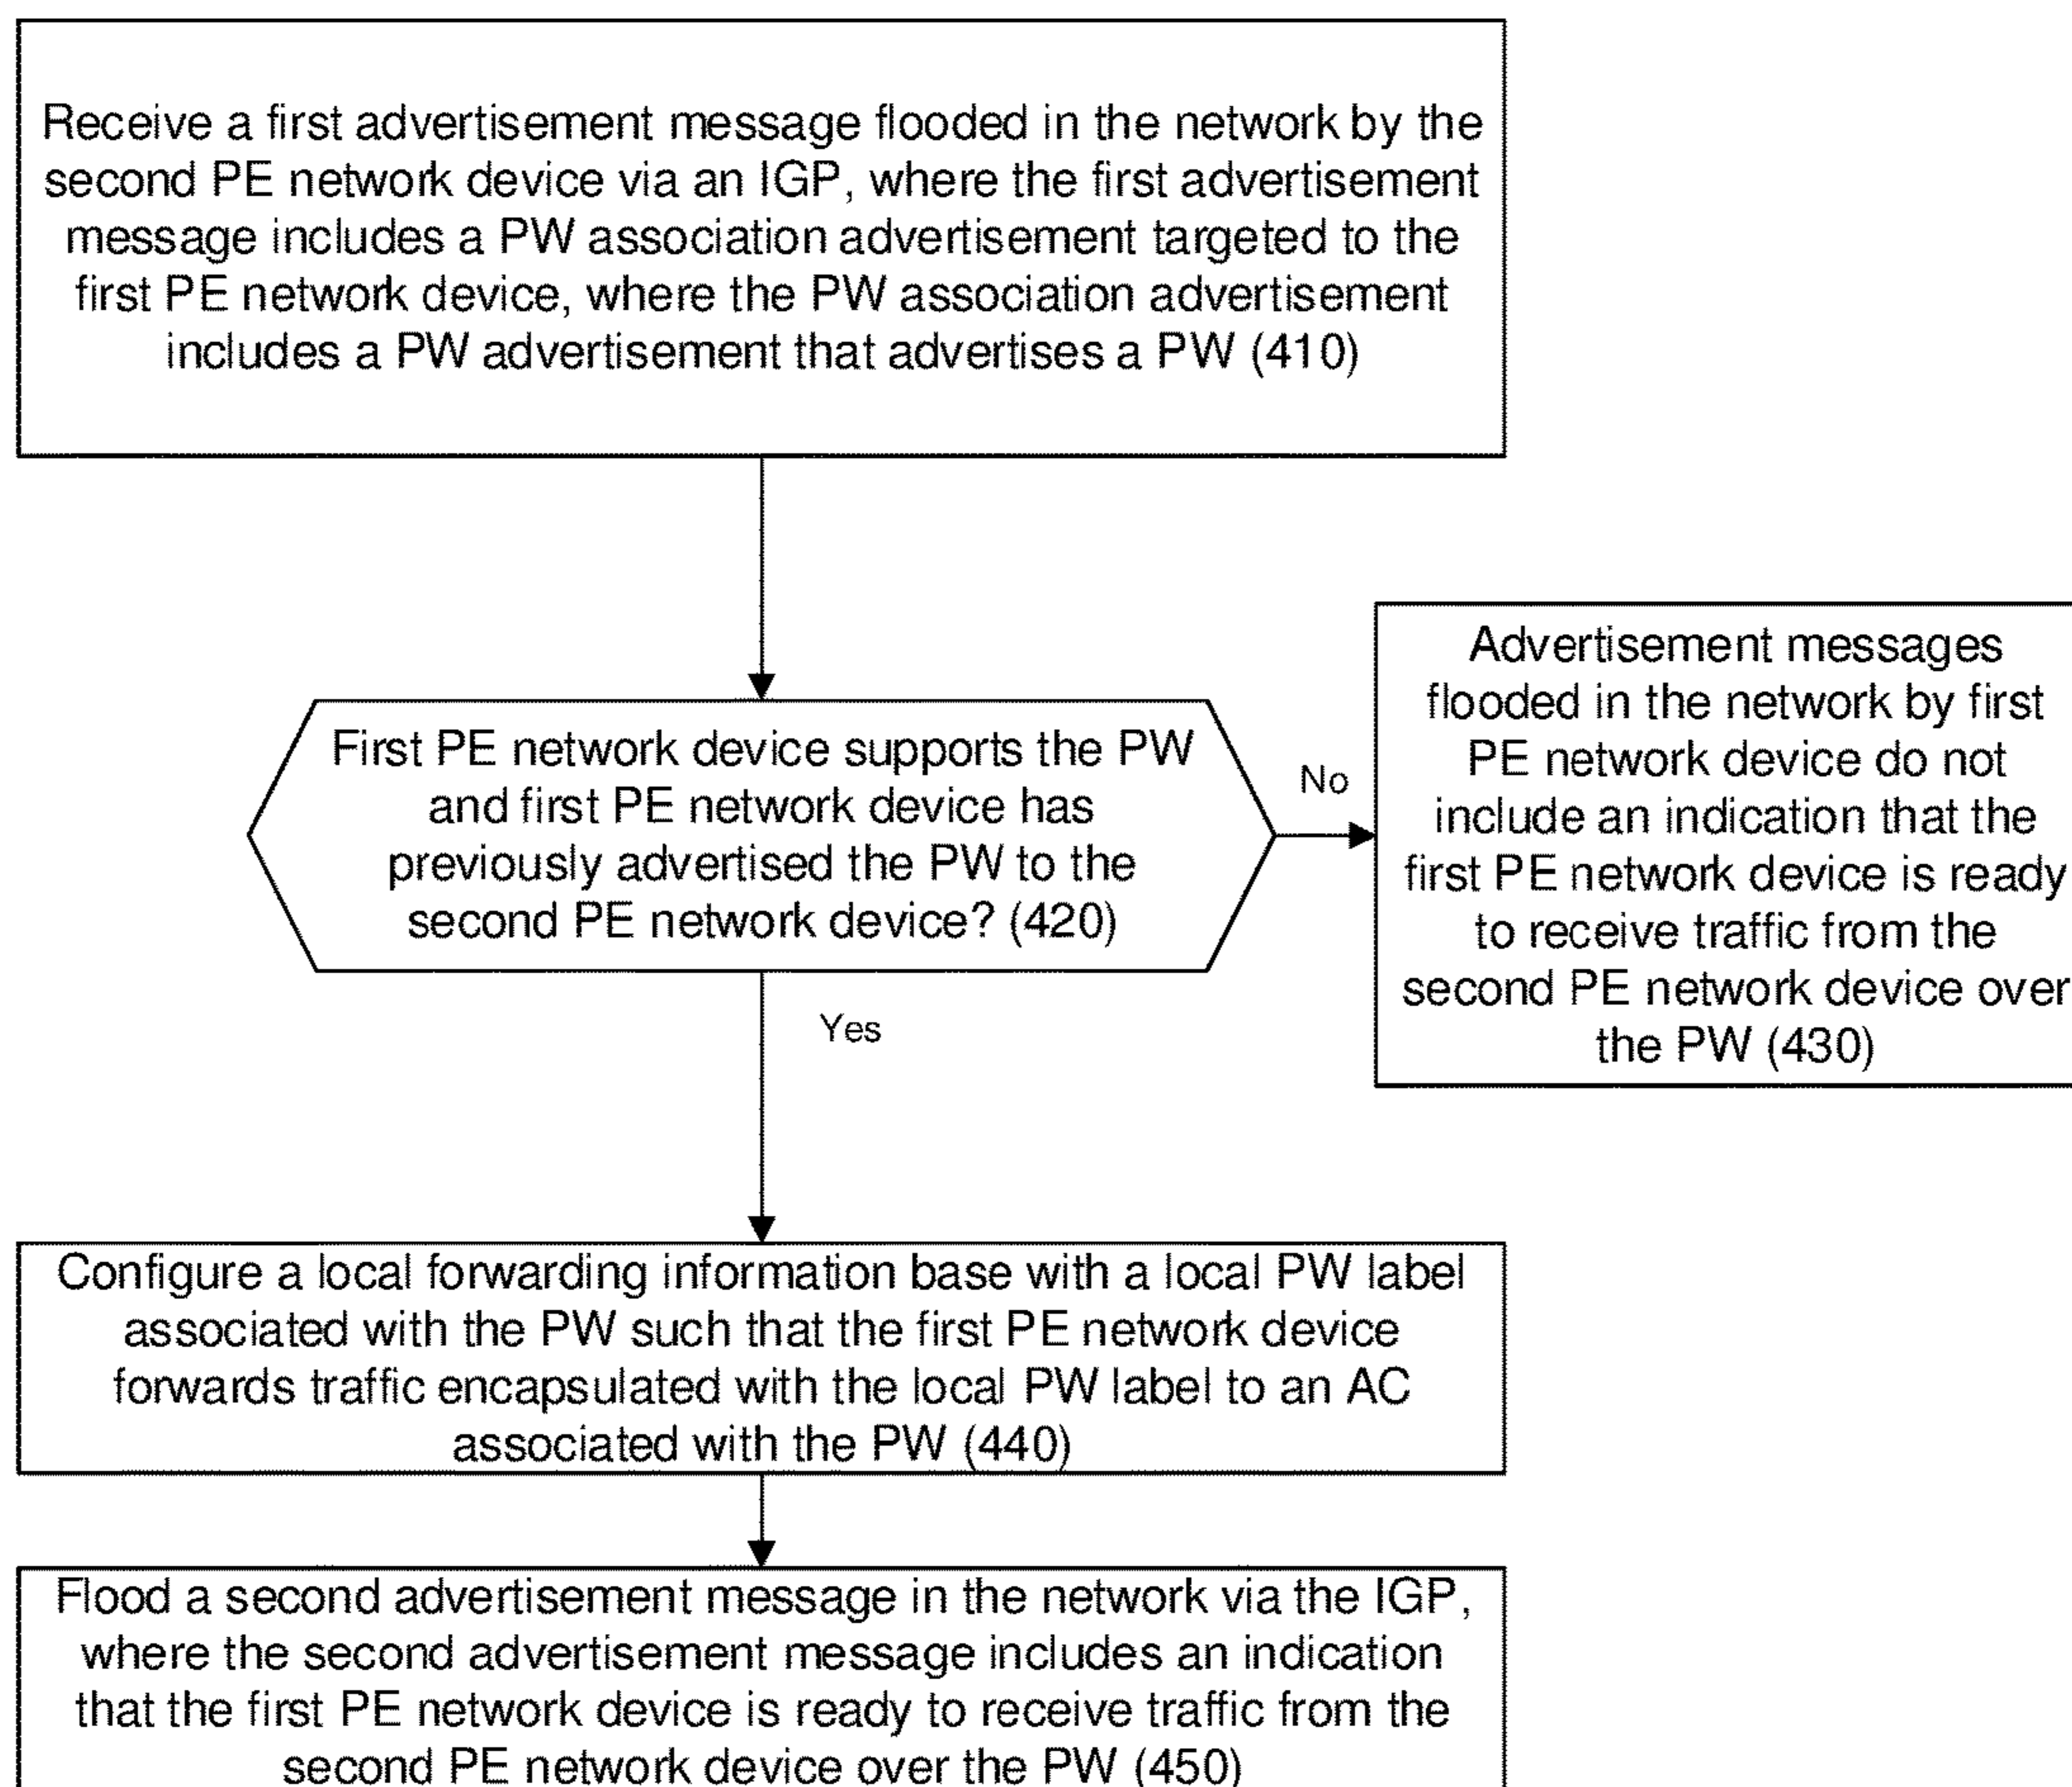 Receive a first advertisement message flooded in the network by the
second PE network device via an IGP, where the first advertisement
message includes a PW association advertisement targeted to the
first PE network device, where the PW association advertisement
includes a PW advertisement that advertises a PW (410)
First PE network device supports the PW
and first PE network device has
previously advertised the PW to the
second PE network device? (420)
No
Advertisement messages
flooded in the network by first
PE network device do not
include an indication that the
first PE network device is ready
to receive traffic from the
second PE network device over
the PW (430)
Yes
Configure a local forwarding information base with a local PW label
associated with the PW such that the first PE network device
forwards traffic encapsulated with the local PW label to an AC
associated with the PW (440)
Flood a second advertisement message in the network via the IGP,
where the second advertisement message includes an indication
that the first PE network device is ready to receive traffic from the
second PE network device over the PW (450)